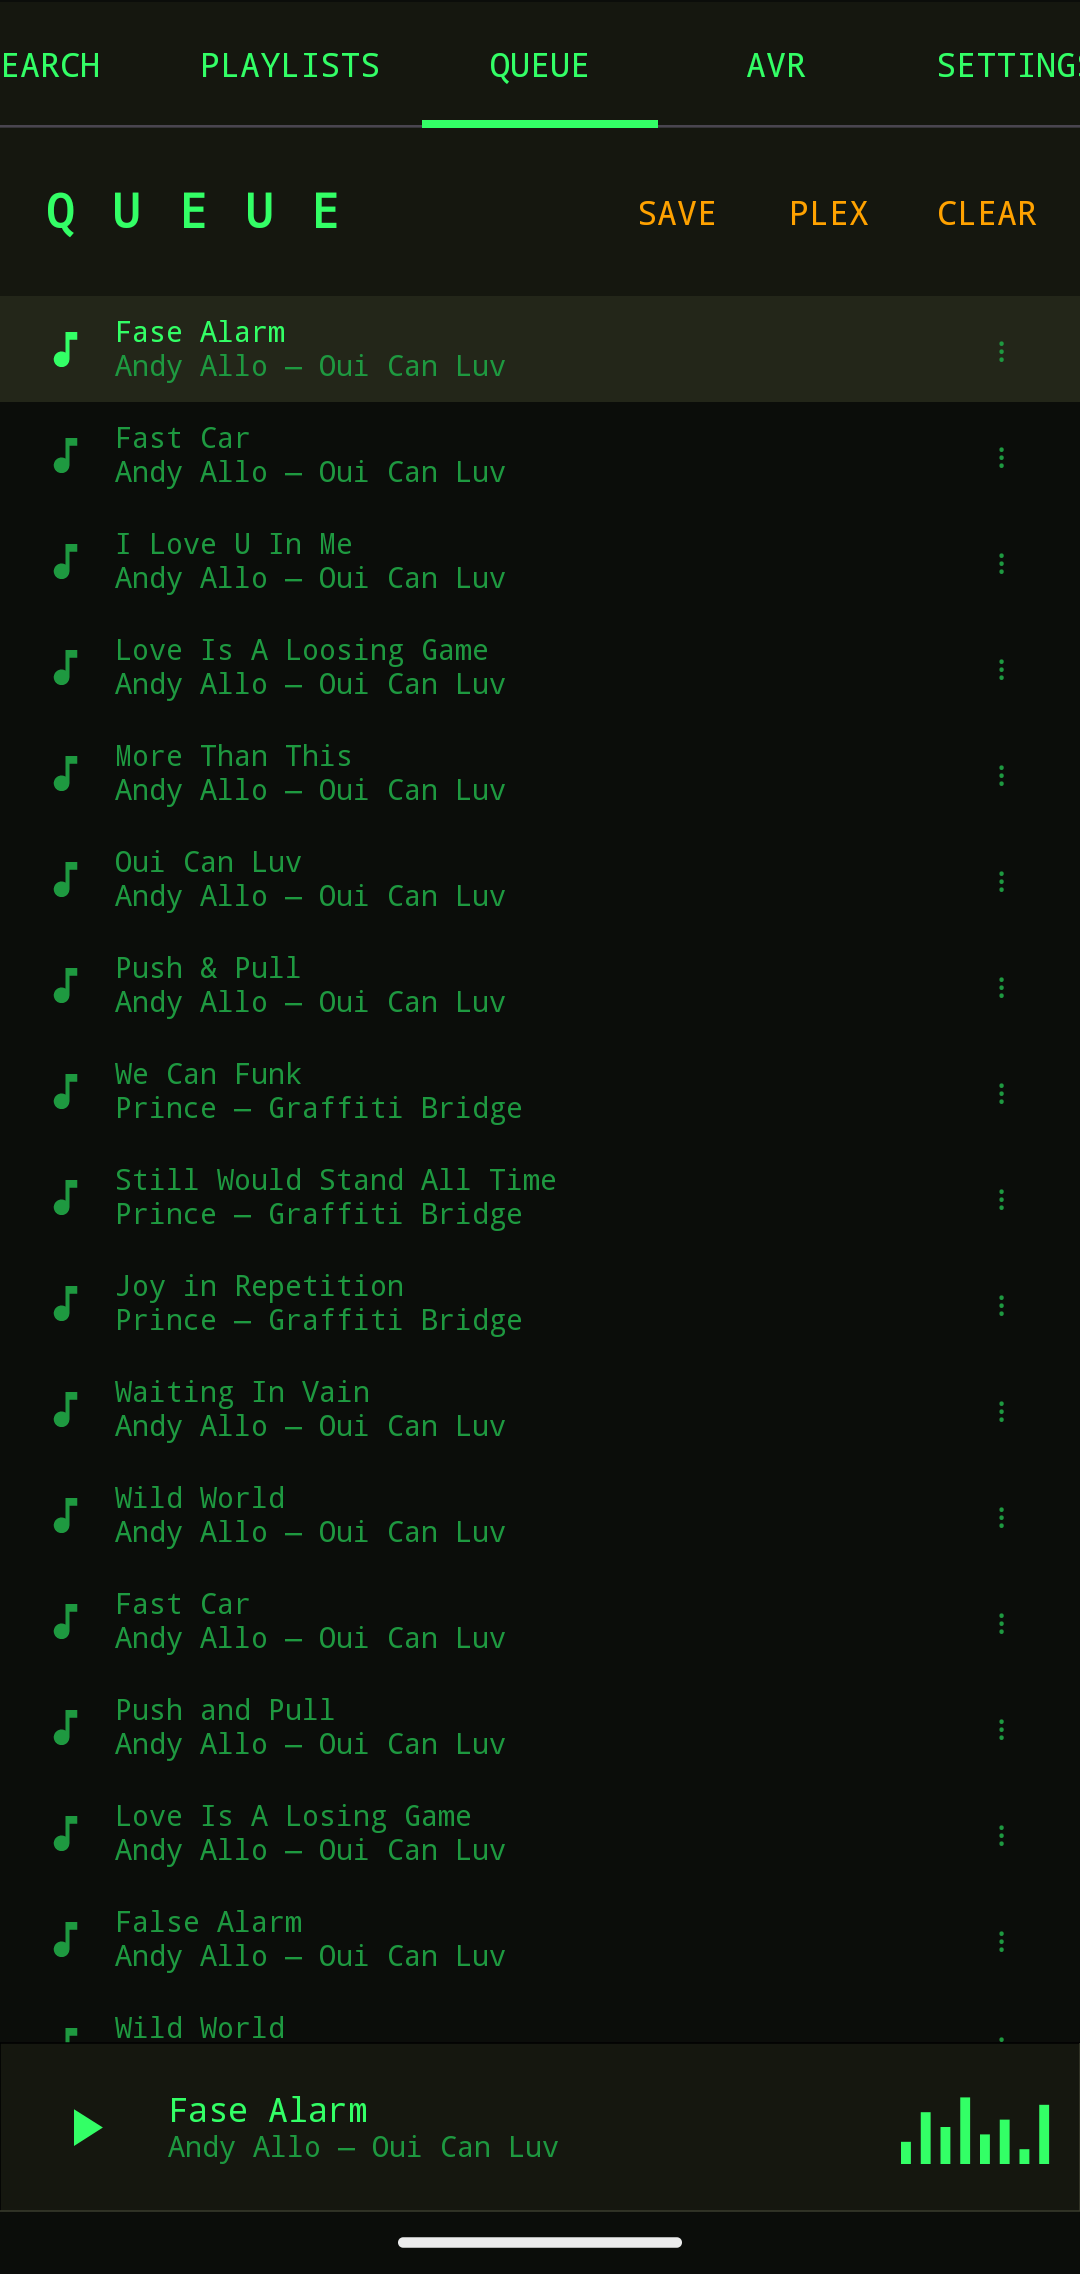 EARCH PLAYLISTS QUEUE AVR SETTINGS
QUEUE SAVE PLEX CLEAR
Fase Alarm
Andy Allo — Oui Can Luv
Fast Car
Andy Allo — Oui Can Luv
I Love U In Me
Andy Allo — Oui Can Luv
Love Is A Loosing Game
Andy Allo — Oui Can Luv
More Than This
Andy Allo — Oui Can Luv
Oui Can Luv
Andy Allo — Oui Can Luv
Push & Pull
Andy Allo — Oui Can Luv
We Can Funk
Prince — Graffiti Bridge
Still Would Stand All Time
Prince — Graffiti Bridge
Joy in Repetition
Prince — Graffiti Bridge
Waiting In Vain
Andy Allo — Oui Can Luv
Wild World
Andy Allo — Oui Can Luv
Fast Car
Andy Allo — Oui Can Luv
Push and Pull
Andy Allo — Oui Can Luv
Love Is A Losing Game
Andy Allo — Oui Can Luv
False Alarm
Andy Allo — Oui Can Luv
Wild World
Fase Alarm
Andy Allo — Oui Can Luv